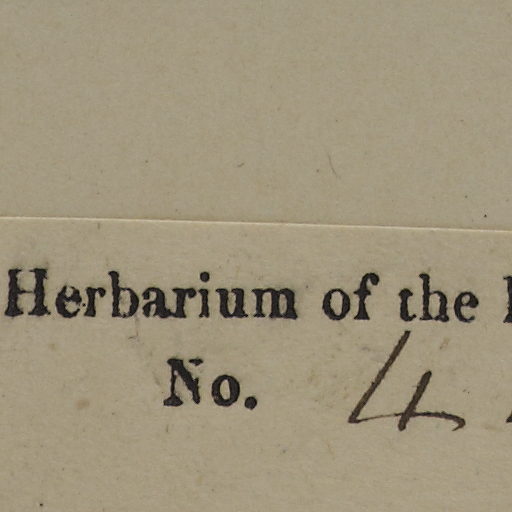 Herbarium of the
No. 4